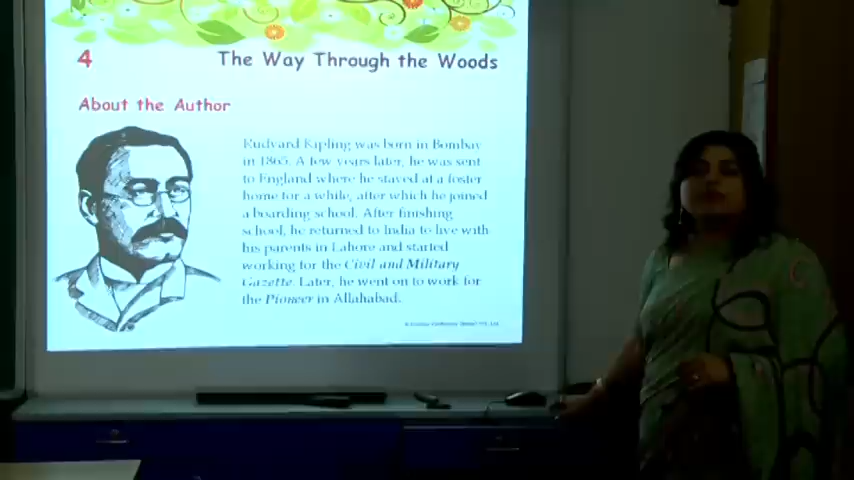 4
The Way Through the Woods
About the Author
Rudyard Kipling was born in Bombay
in 1865. A few years later, he was sent
to England where he stayed at a foster
home for a while, after which he joined
a boarding school. After finishing
school, he returned to India to live with
his parents in Lahore and started
working for the Civil and Military
Gazette. Later, he went on to work for
the Pioneer in Allahabad.